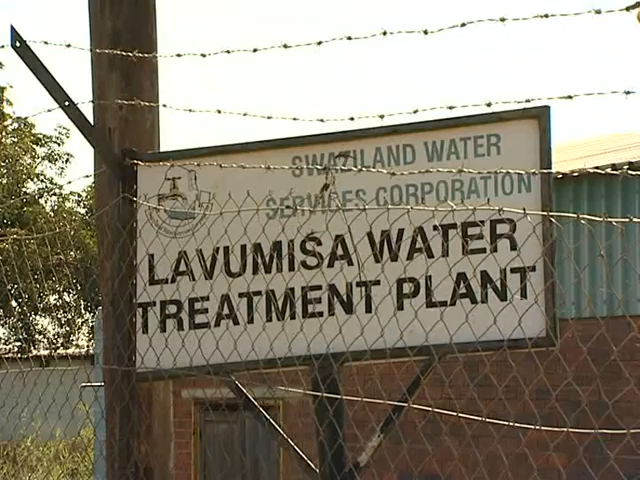 SWAZILAND WATER
SERVICES CORPORATION
LAVUMISA WATER
TREATMENT PLANT